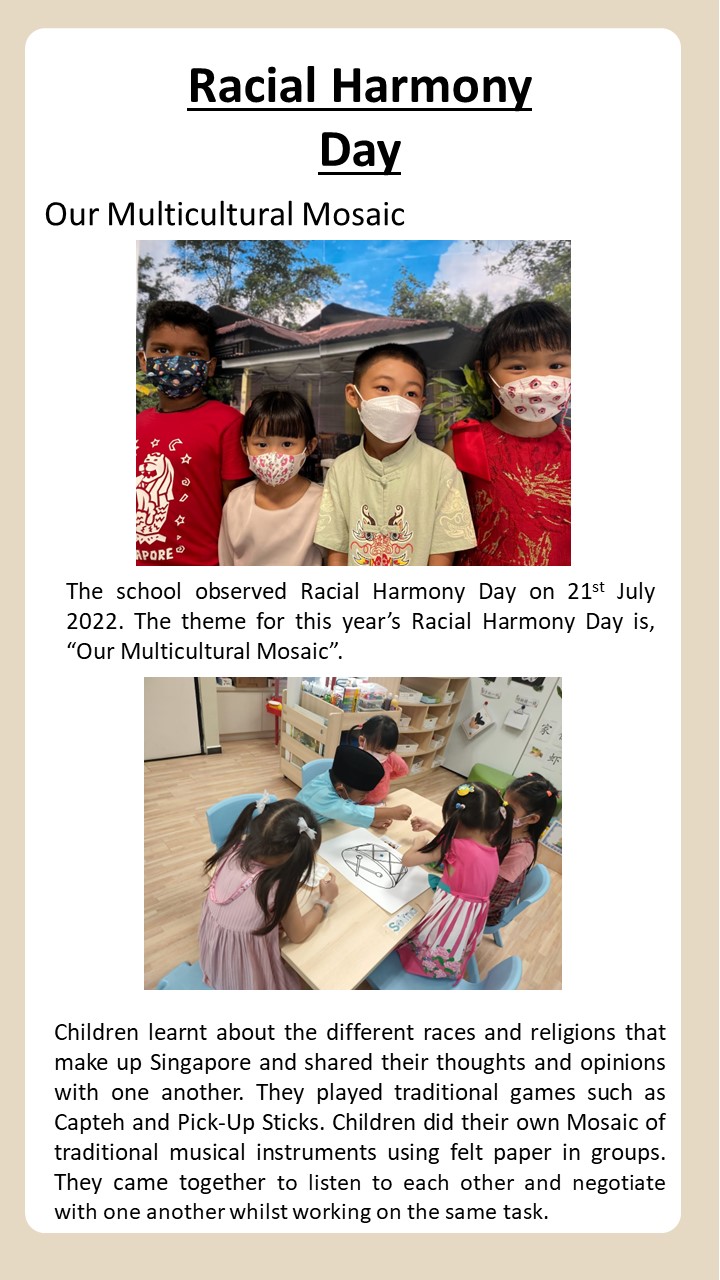 Racial Harmony
Day
Our Multicultural Mosaic
APORE
The school observed Racial Harmony Day on 21st July
2022. The theme for this year’s Racial Harmony Day is,
“Our Multicultural Mosaic”.
家
虾
Children learnt about the different races and religions that
make up Singapore and shared their thoughts and opinions
with one another. They played traditional games such as
Capteh and Pick-Up Sticks. Children did their own Mosaic of
traditional musical instruments using felt paper in groups.
They came together to listen to each other and negotiate
with one another whilst working on the same task.